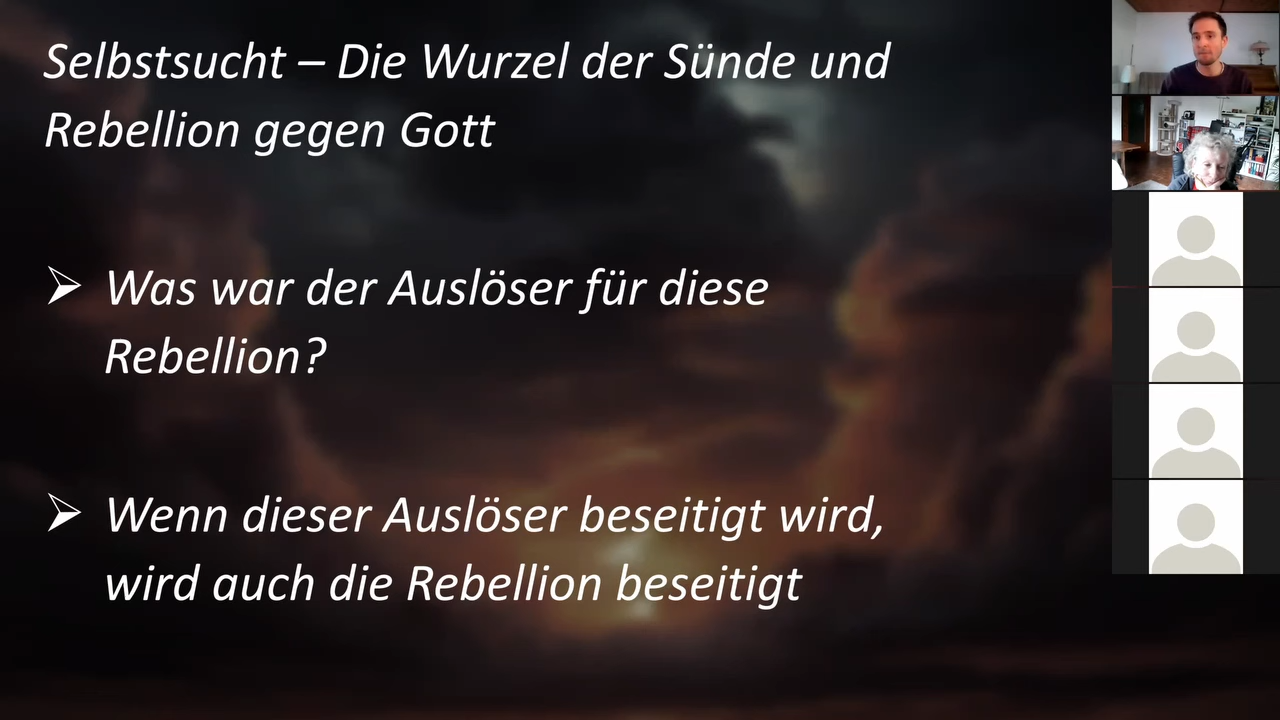 Selbstsucht – Die Wurzel der Sünde und
Rebellion gegen Gott
➢ Was war der Auslöser für diese
Rebellion?
➢ Wenn dieser Auslöser beseitigt wird,
wird auch die Rebellion beseitigt